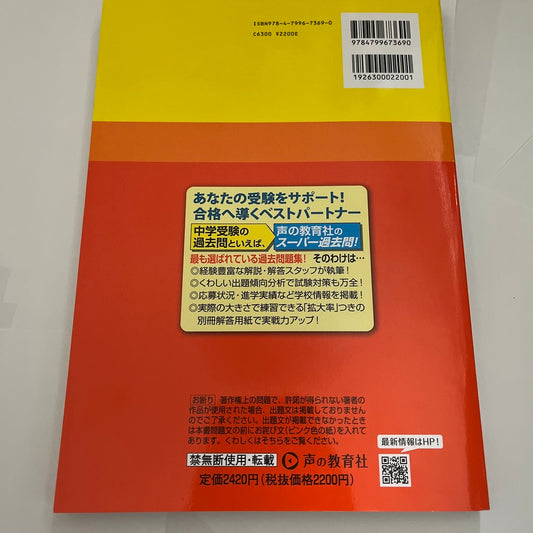 ISBN978-4-7996-7369-0
C6300 ¥2200E
9784799673690
1926300022001
あなたの受験をサポート!
合格へ導くベストパートナー
中学受験の
過去問といえば、
声の教育社の
スーパー過去問!
最も選ばれている過去問題集! そのわけは…
◎経験豊富な解説・解答スタッフが執筆!
◎くわしい出題傾向分析で試験対策も万全!
◎応募状況・進学実績など学校情報を掲載!
◎実際の大きさで練習できる「拡大率」つきの
別冊解答用紙で実戦力アップ!
お断り 著作権上の問題で、許諾が得られない著者の
作品が使用された場合、出題文は掲載しておりません
のでご了承ください。出題文が掲載できなかったとき
は本書問題文の前にお詫び文(ピンク色の紙)を入れて
あります。くわしくはそちらをご覧ください。
最新情報はHP!
禁無断使用・転載 声の教育社
定価2420円(税抜価格2200円)